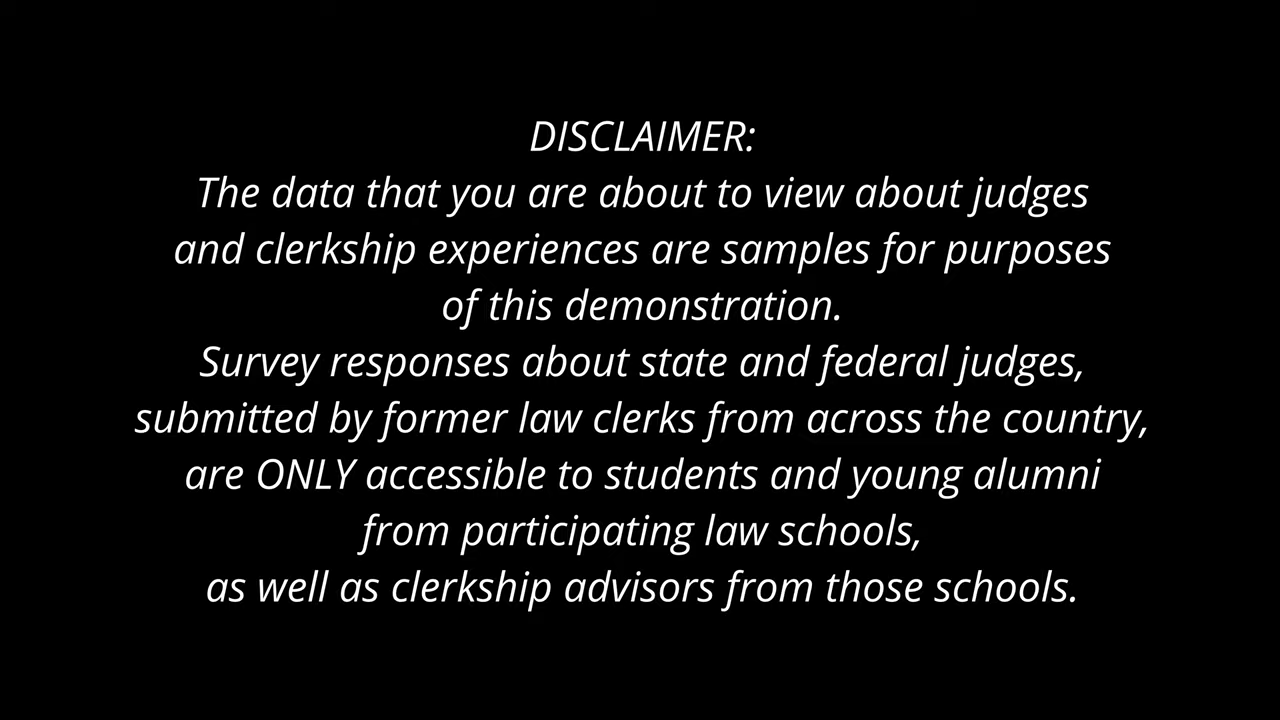 DISCLAIMER:
The data that you are about to view about judges
and clerkship experiences are samples for purposes
of this demonstration.
Survey responses about state and federal judges,
submitted by former law clerks from across the country,
are ONLY accessible to students and young alumni
from participating law schools,
as well as clerkship advisors from those schools.